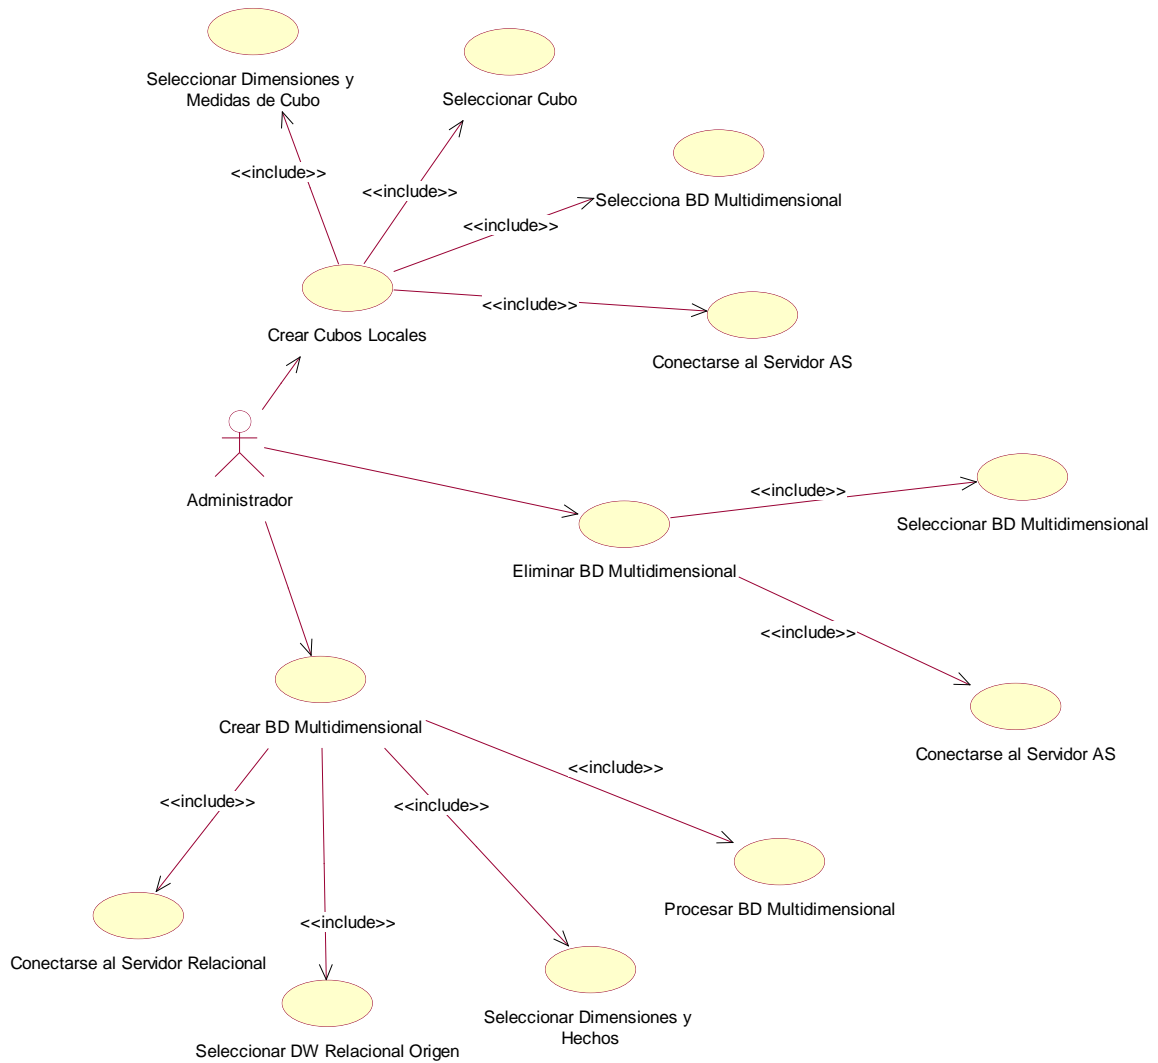 Seleccionar Dimensiones y
Medidas de Cubo
Seleccionar Cubo
<<include>>
<<include>>
Selecciona BD Multidimensional
<<include>>
<<include>>
Crear Cubos Locales
Conectarse al Servidor AS
Administrador
<<include>>
Seleccionar BD Multidimensional
Eliminar BD Multidimensional
<<include>>
Crear BD Multidimensional
Conectarse al Servidor AS
<<include>>
<<include>>
<<include>>
Procesar BD Multidimensional
<<include>>
Conectarse al Servidor Relacional
Seleccionar Dimensiones y
Hechos
Seleccionar DW Relacional Origen